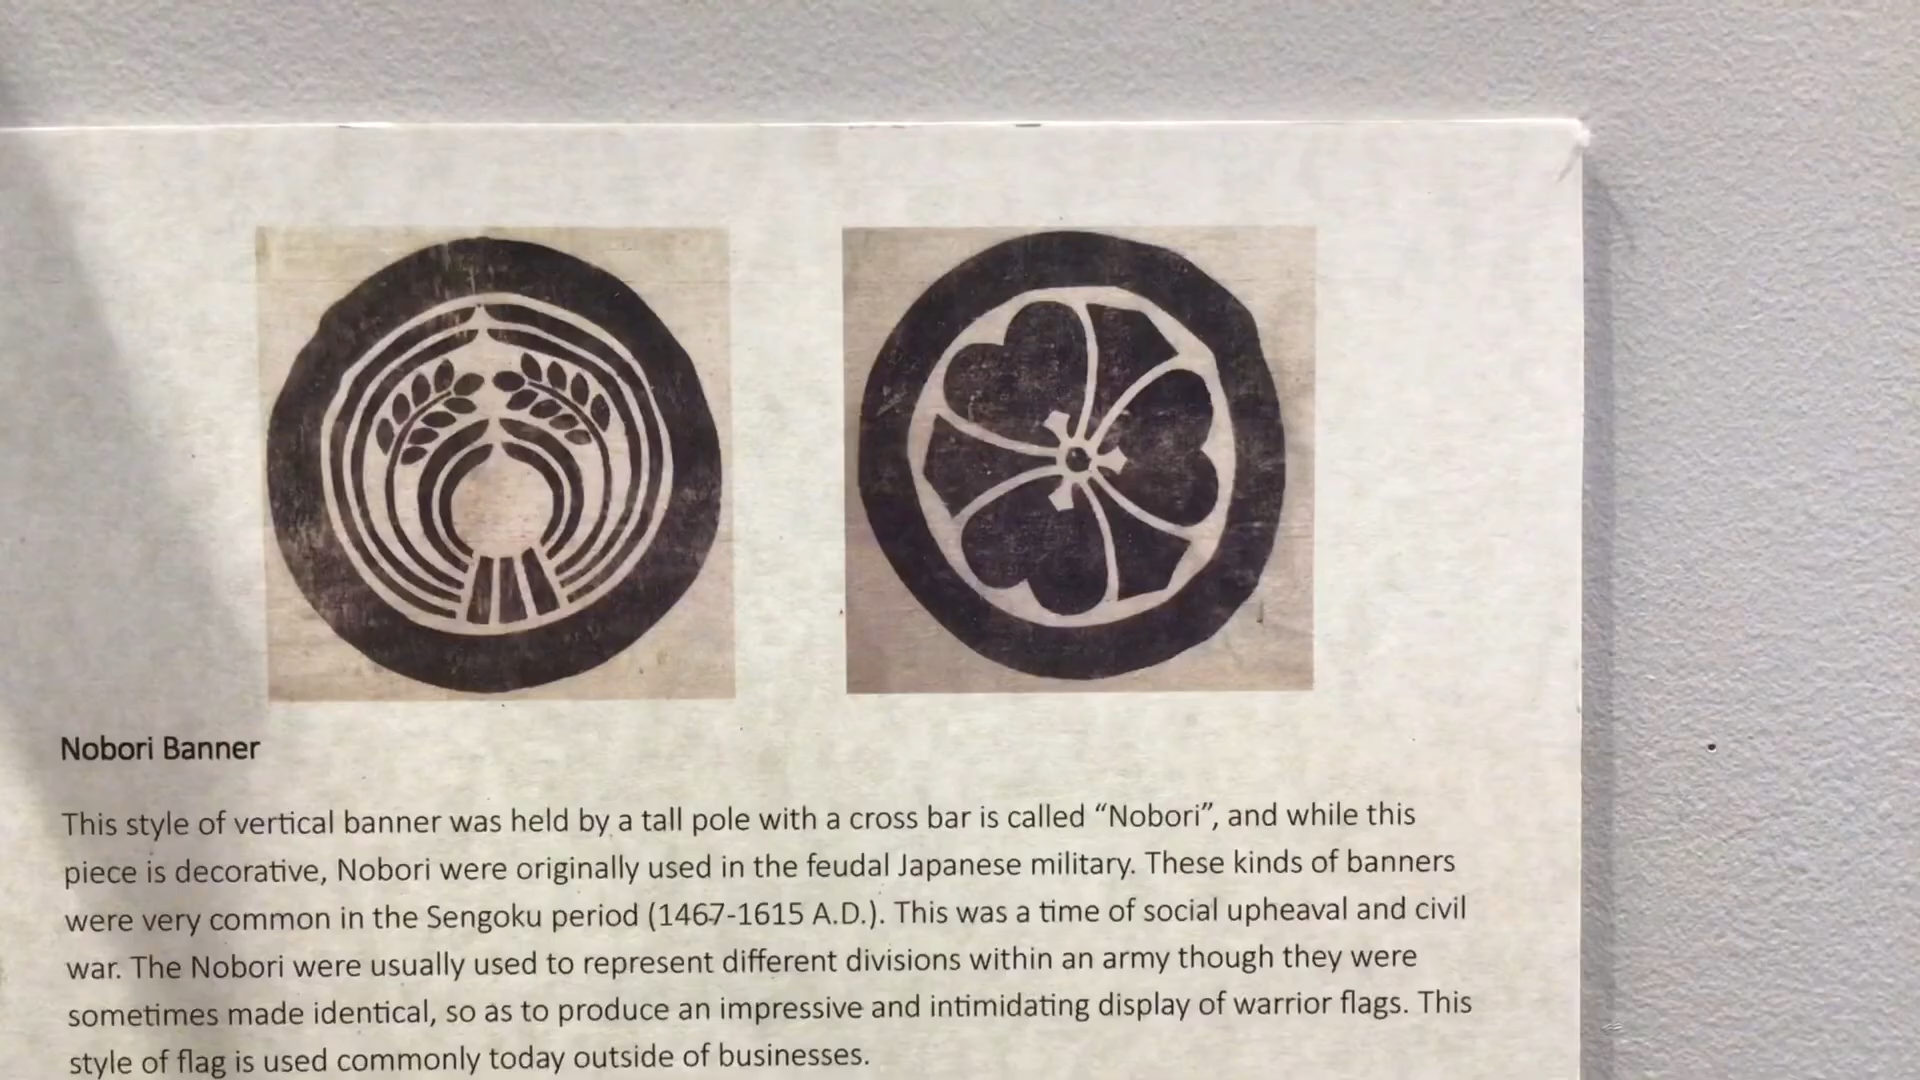 Nobori Banner
This style of vertical banner was held by a tall pole with a cross bar is called “Nobori”, and while this
piece is decorative, Nobori were originally used in the feudal Japanese military. These kinds of banners
were very common in the Sengoku period (1467-1615 A.D.). This was a time of social upheaval and civil
war. The Nobori were usually used to represent different divisions within an army though they were
sometimes made identical, so as to produce an impressive and intimidating display of warrior flags. This
style of flag is used commonly today outside of businesses.